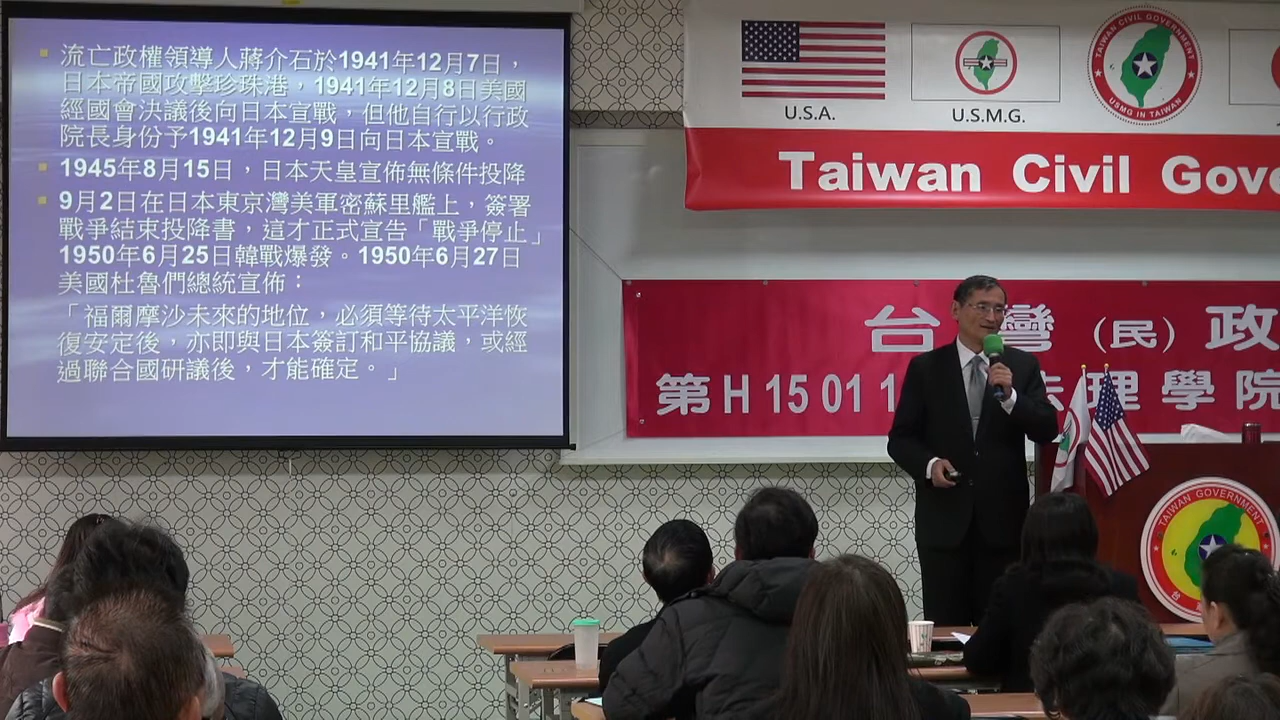 流亡政權領導人蔣介石於1941年12月7日，
日本帝國攻擊珍珠港，1941年12月8日美國
經國會決議後向日本宣戰，但他自行以行政
院長身份予1941年12月9日向日本宣戰。
1945年8月15日，日本天皇宣佈無條件投降
9月2日在日本東京灣美軍密蘇里艦上，簽署
戰爭結束投降書，這才正式宣告「戰爭停止」
1950年6月25日韓戰爆發。1950年6月27日
美國杜魯們總統宣佈：
「福爾摩沙未來的地位，必須等待太平洋恢
復安定後，亦即與日本簽訂和平協議，或經
過聯合國研議後，才能確定。」
U.S.A.
U.S.M.G.
TAIWAN CIVIL GOVERNMENT
USMG IN TAIWAN
Taiwan Civil Gove
台灣（民）政
第H 15 01 1 法理學院
TAIWAN GOVERNMENT